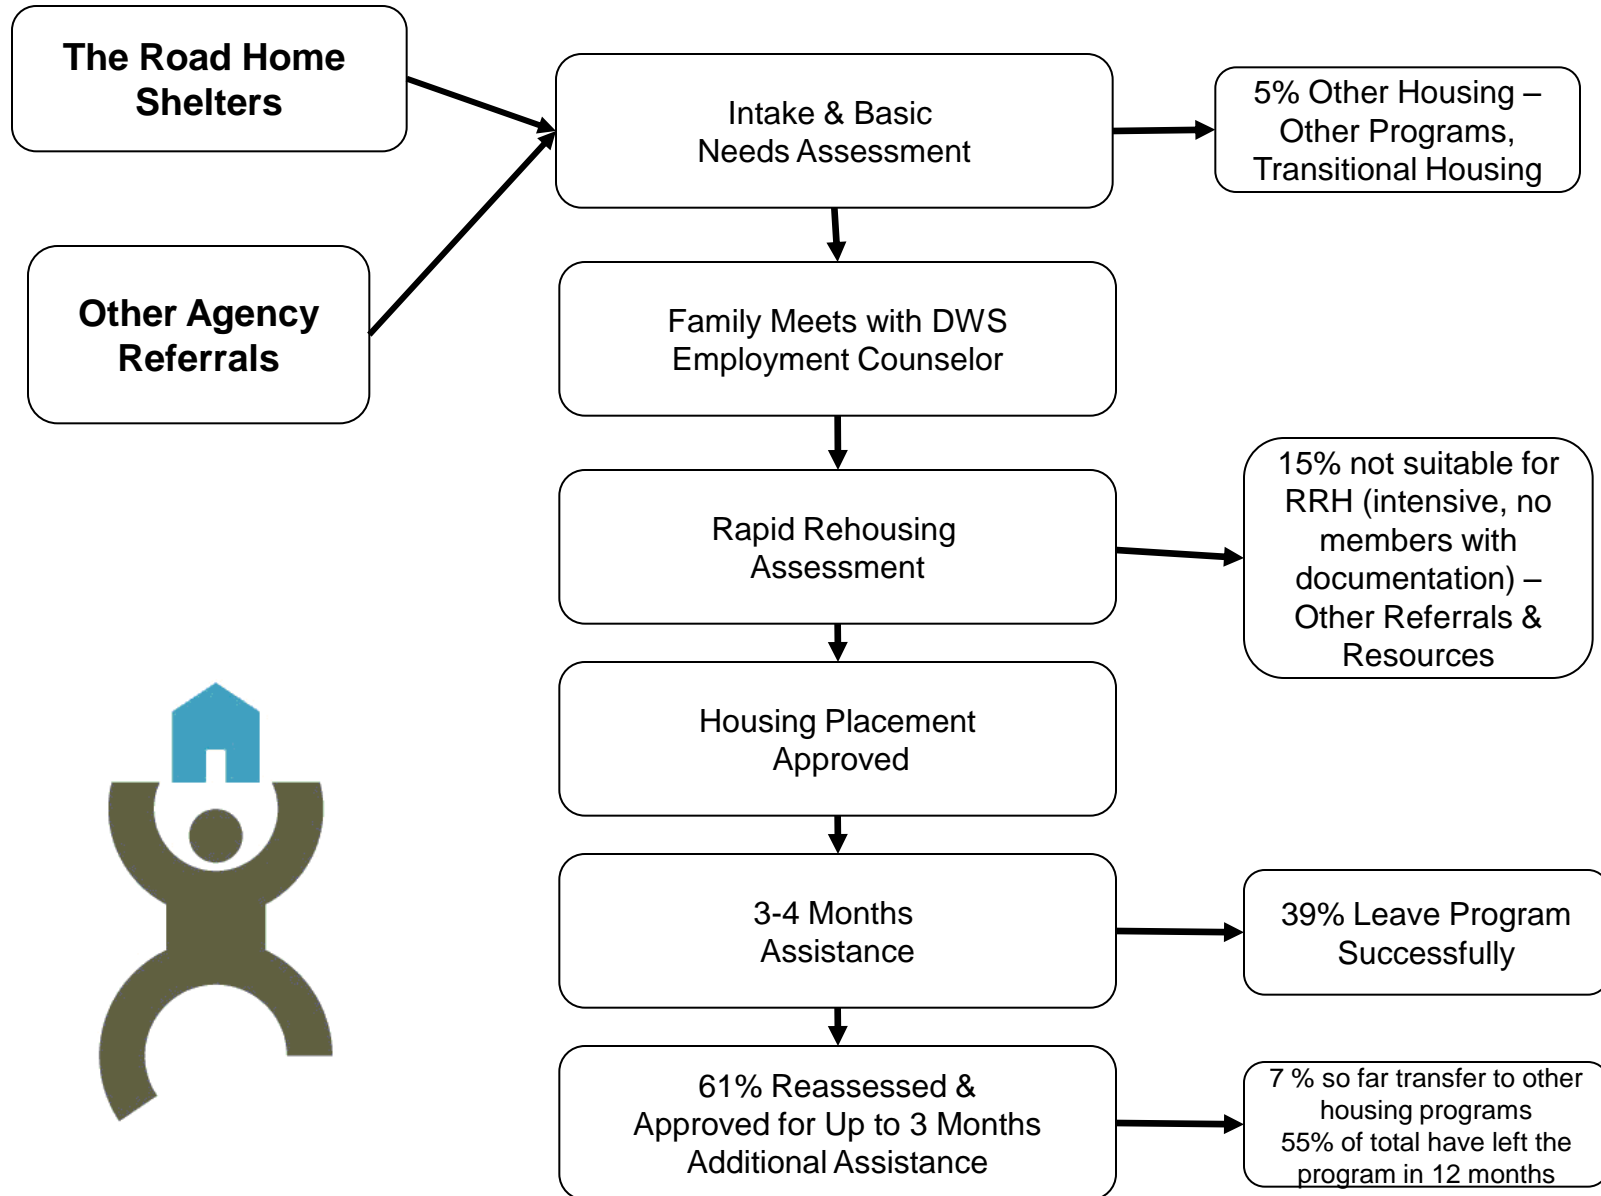 The Road Home
Shelters
Intake & Basic
Needs Assessment
5% Other Housing –
Other Programs,
Transitional Housing
Other Agency
Referrals
Family Meets with DWS
Employment Counselor
Rapid Rehousing
Assessment
15% not suitable for
RRH (intensive, no
members with
documentation) –
Other Referrals &
Resources
Housing Placement
Approved
3-4 Months
Assistance
39% Leave Program
Successfully
61% Reassessed &
Approved for Up to 3 Months
Additional Assistance
7 % so far transfer to other
housing programs
55% of total have left the
program in 12 months